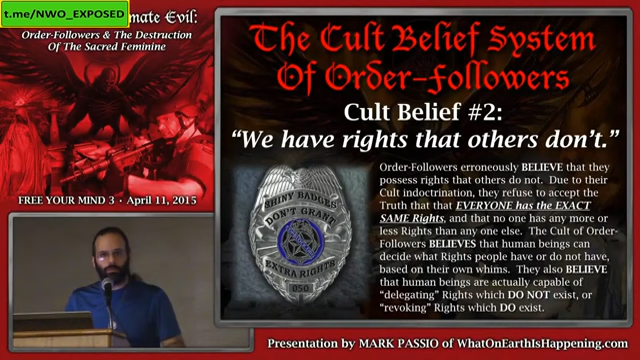 t.me/NWO_EXPOSED
mate Evil:
Order-Followers & The Destruction
Of The Sacred Feminine
FREE YOUR MIND 3 · April 11, 2015
The Cult Belief System
Of Order-Followers
Cult Belief #2:
“We have rights that others don’t.”
SHINY BADGES
DON'T GRANT
EXTRA RIGHTS
050
Order-Followers erroneously BELIEVE that they
possess rights that others do not. Due to their
Cult indoctrination, they refuse to accept the
Truth that that EVERYONE has the EXACT
SAME Rights, and that no one has any more or
less Rights than any one else. The Cult of Order-
Followers BELIEVES that human beings can
decide what Rights people have or do not have,
based on their own whims. They also BELIEVE
that human beings are actually capable of
“delegating” Rights which DO NOT exist, or
“revoking” Rights which DO exist.
Presentation by MARK PASSIO of WhatOnEarthIsHappening.com